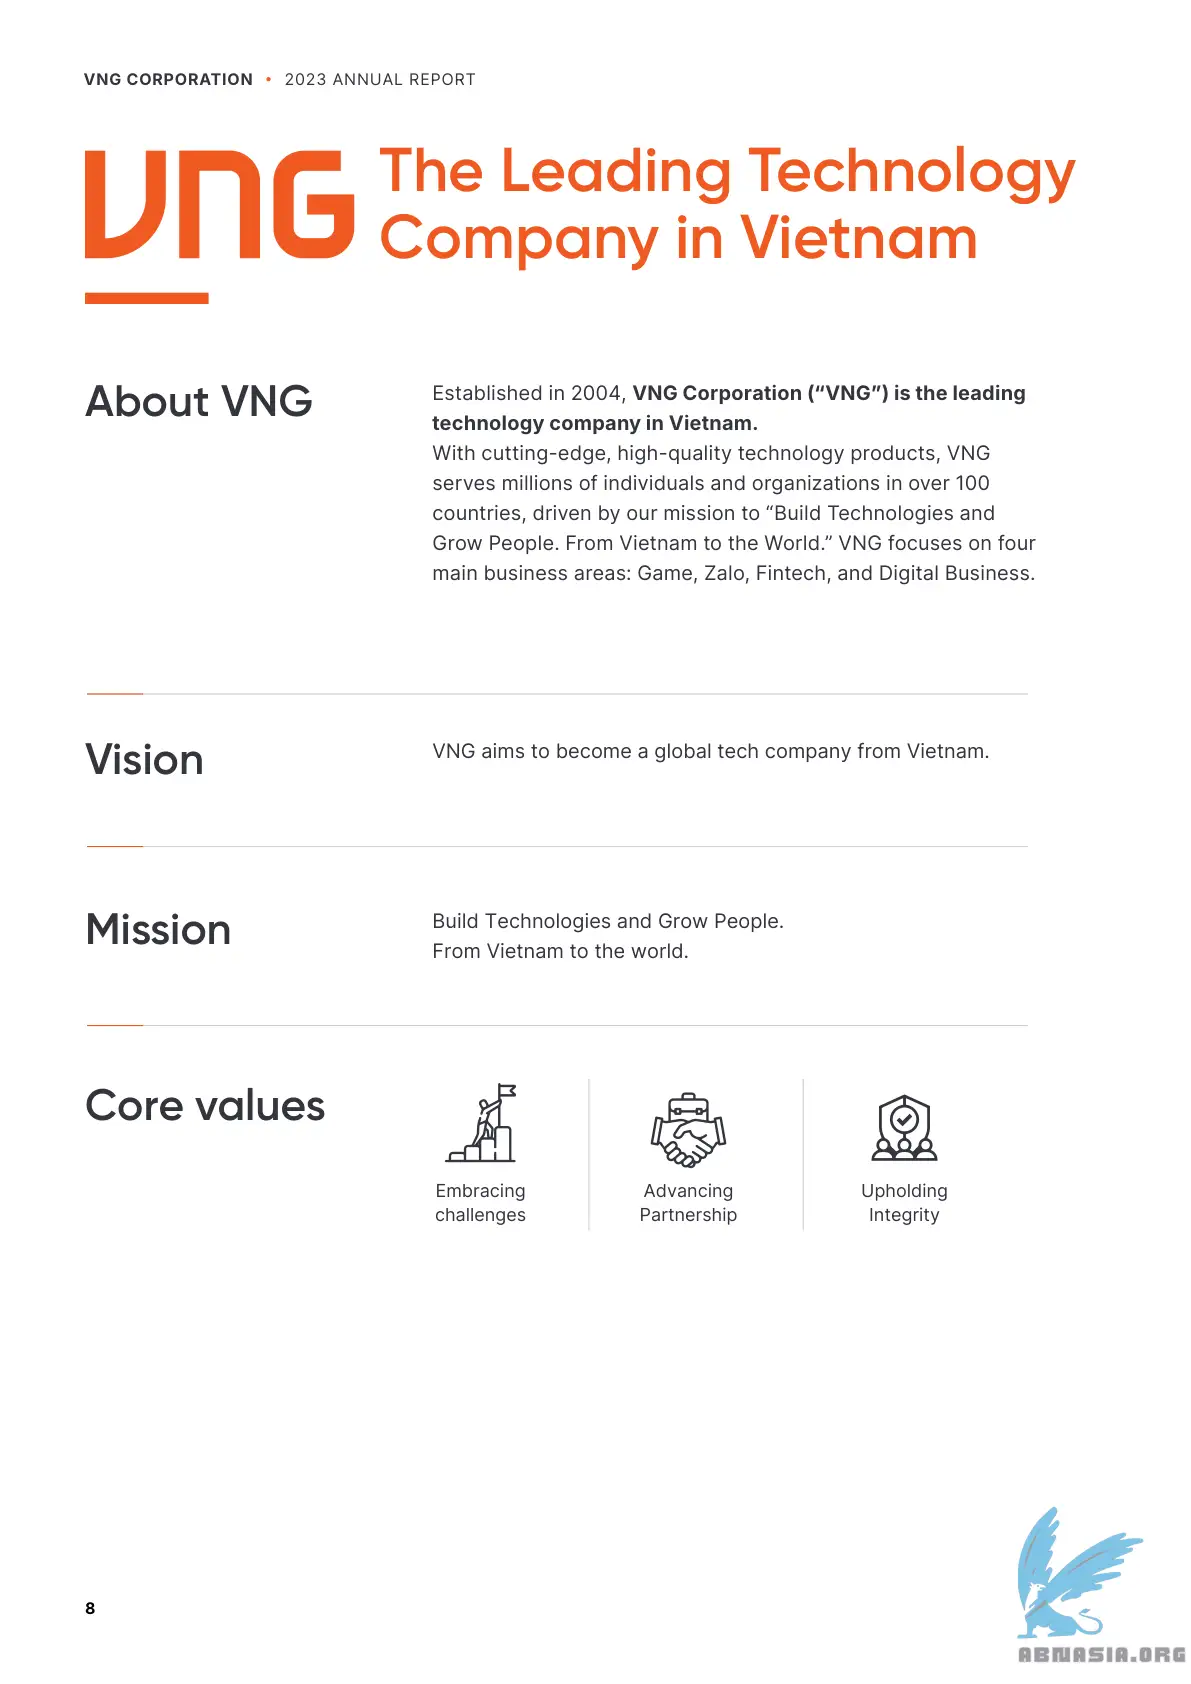 VNG CORPORATION • 2023 ANNUAL REPORT
VNG
The Leading Technology
Company in Vietnam
About VNG
Established in 2004, VNG Corporation (“VNG”) is the leading
technology company in Vietnam.
With cutting-edge, high-quality technology products, VNG
serves millions of individuals and organizations in over 100
countries, driven by our mission to “Build Technologies and
Grow People. From Vietnam to the World.” VNG focuses on four
main business areas: Game, Zalo, Fintech, and Digital Business.
Vision
VNG aims to become a global tech company from Vietnam.
Mission
Build Technologies and Grow People.
From Vietnam to the world.
Core values
Embracing
challenges
Advancing
Partnership
Upholding
Integrity
8
ABNASIA.ORG